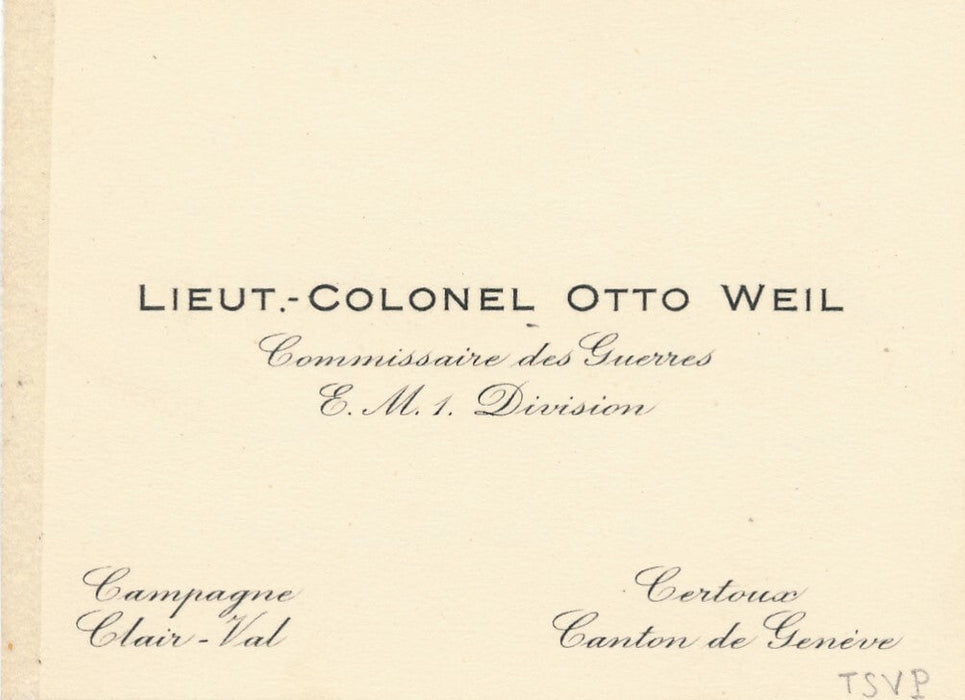 LIEUT.-COLONEL OTTO WEIL
Commissaire des Guerres
E. M. 1. Division
Campagne
Clair-Val
Certoux
Canton de Genève
TSVP